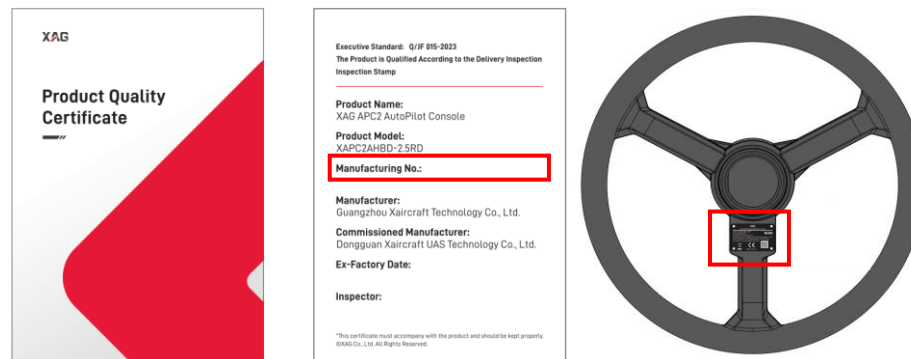 XAG
Product Quality
Certificate
Executive Standard: Q/JF 015-2023
The Product is Qualified According to the Delivery Inspection
Inspection Stamp
Product Name:
XAG APC2 AutoPilot Console
Product Model:
XAPC2AHBD-2.5RD
Manufacturing No.:
Manufacturer:
Guangzhou Xaircraft Technology Co., Ltd.
Commissioned Manufacturer:
Dongguan Xaircraft UAS Technology Co., Ltd.
Ex-Factory Date:
Inspector:
*This certificate must accompany with the product and should be kept properly.
©XAG Co., Ltd. All Rights Reserved.